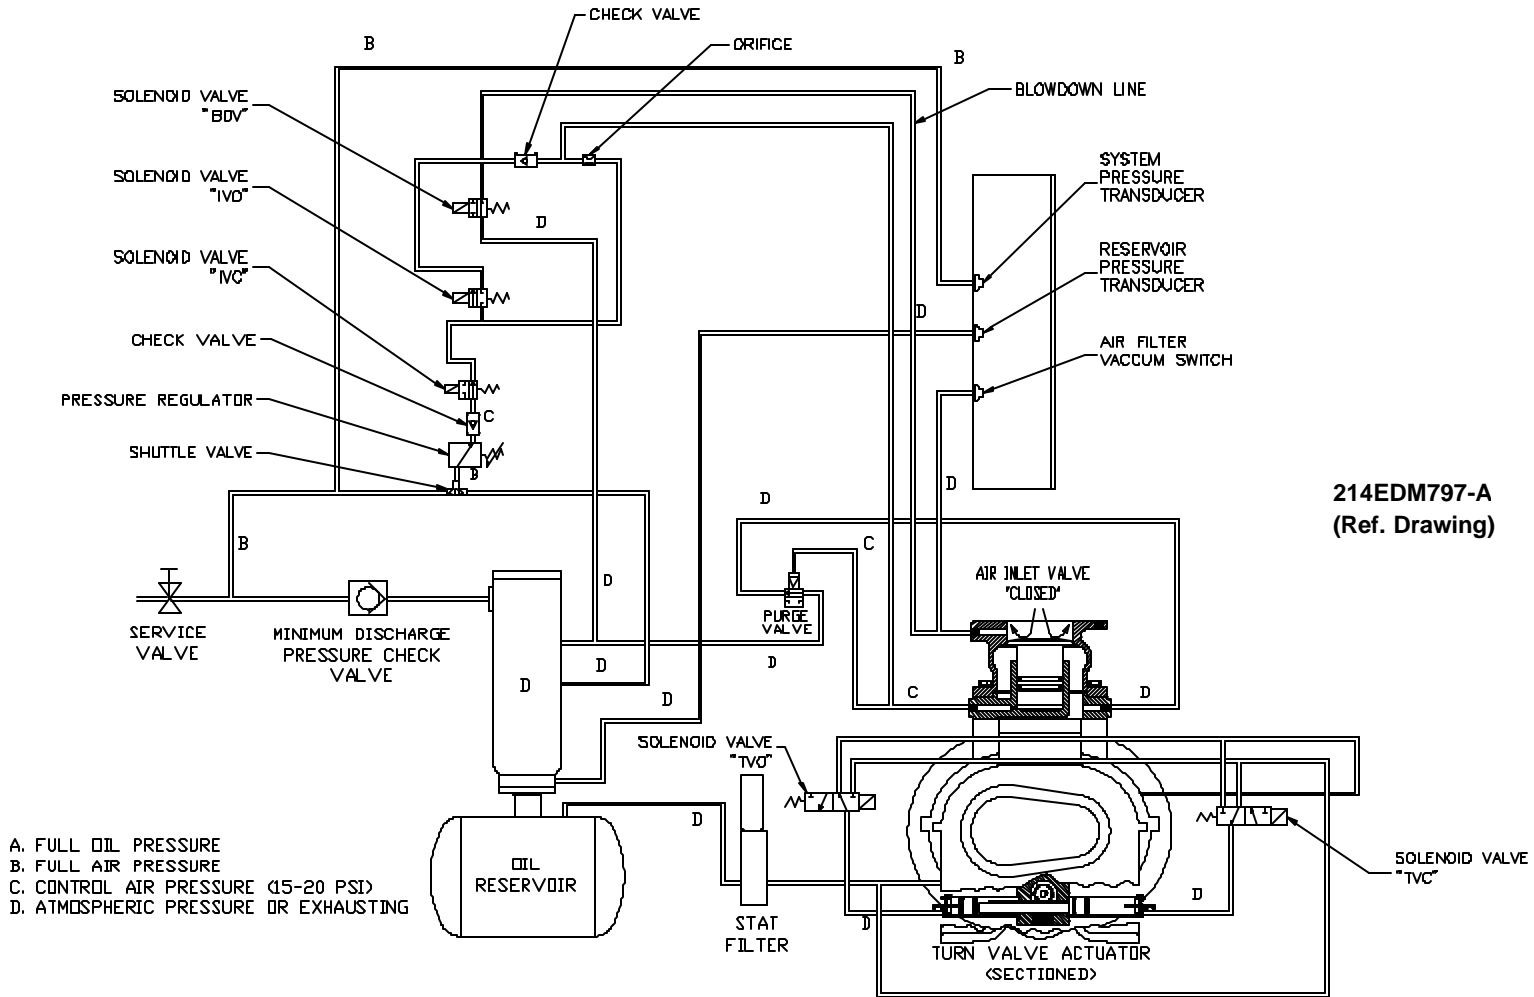 CHECK VALVE
B
ORIFICE
B
SOLENOID VALVE
"BDV"
BLOWDOWN LINE
SYSTEM
PRESSURE
TRANSDUCER
SOLENOID VALVE
"IVO"
D
RESERVOIR
PRESSURE
TRANSDUCER
SOLENOID VALVE
"IVC"
D
CHECK VALVE
AIR FILTER
VACCUM SWITCH
PRESSURE REGULATOR
C
SHUTTLE VALVE
B
D
D
214EDM797-A
(Ref. Drawing)
B
C
D
AIR INLET VALVE
"CLOSED"
SERVICE
VALVE
MINIMUM DISCHARGE
PRESSURE CHECK
VALVE
PURGE
VALVE
D
D
D
D
C
D
SOLENOID VALVE
"TVO"
D
A. FULL OIL PRESSURE
B. FULL AIR PRESSURE
C. CONTROL AIR PRESSURE (15-20 PSI)
D. ATMOSPHERIC PRESSURE OR EXHAUSTING
OIL
RESERVOIR
SOLENOID VALVE
"TVC"
STAT
FILTER
D
D
TURN VALVE ACTUATOR
(SECTIONED)